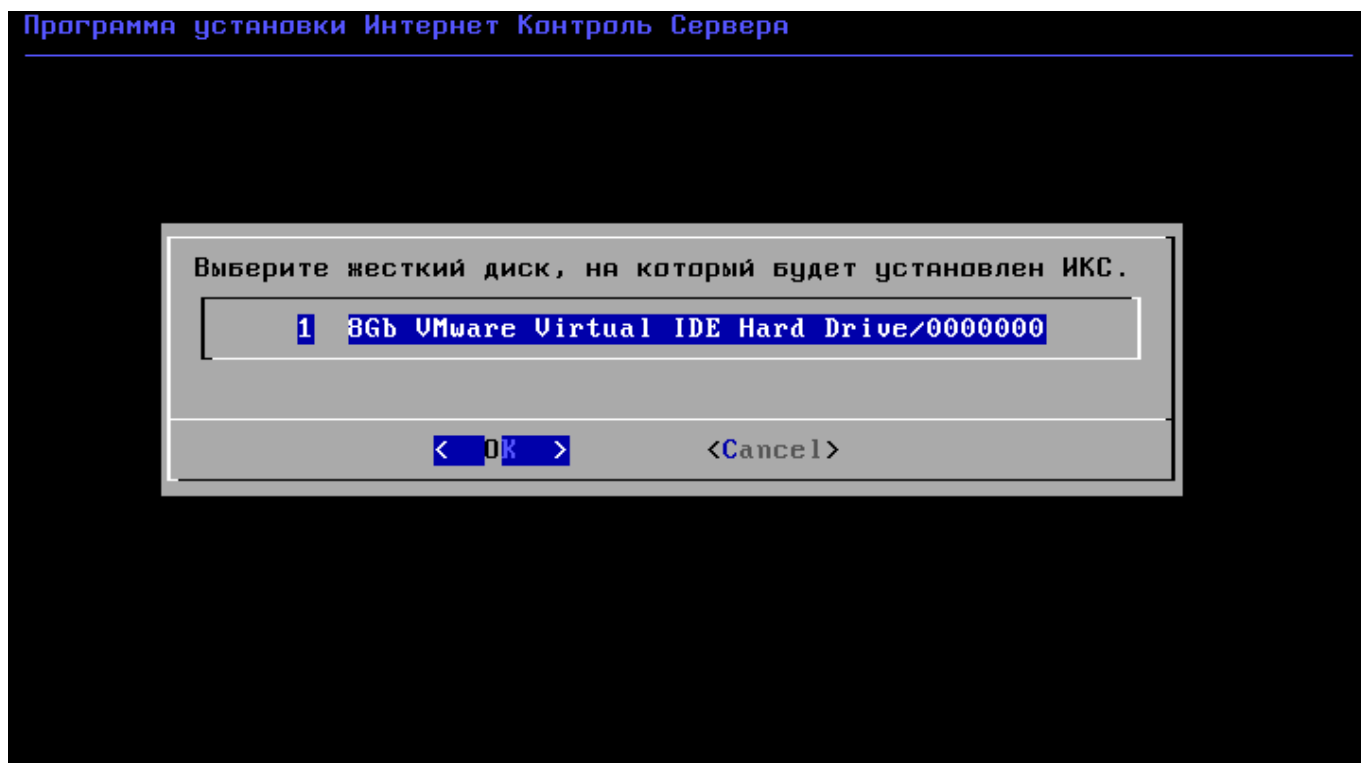 Программа установки Интернет Контроль Сервера
Выберите жесткий диск, на который будет установлен ИКС.
1 8Gb VMware Virtual IDE Hard Drive/0000000
< OK > <Cancel>